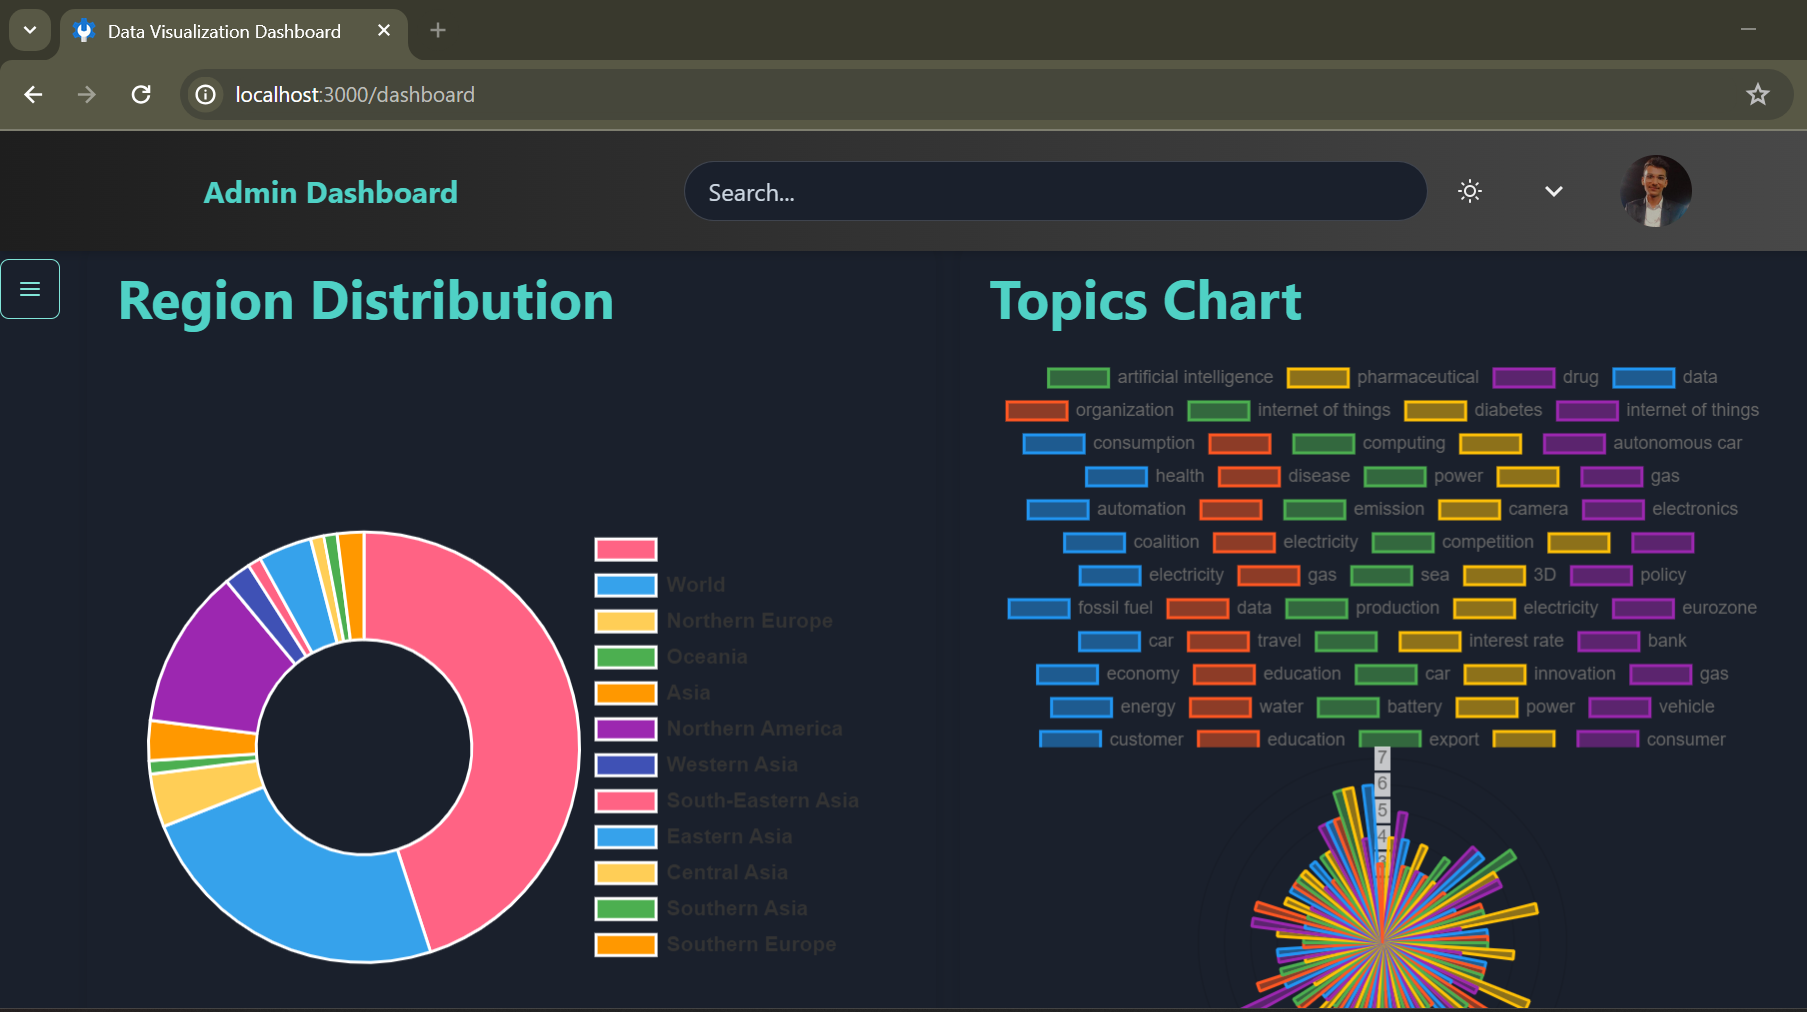 Data Visualization Dashboard
localhost:3000/dashboard
Admin Dashboard
Search...
Region Distribution
World
Northern Europe
Oceania
Asia
Northern America
Western Asia
South-Eastern Asia
Eastern Asia
Central Asia
Southern Asia
Southern Europe
Topics Chart
artificial intelligence pharmaceutical drug data
organization internet of things diabetes internet of things
consumption computing autonomous car
health disease power gas
automation emission camera electronics
coalition electricity competition
electricity gas sea 3D policy
fossil fuel data production electricity eurozone
car travel interest rate bank
economy education car innovation gas
energy water battery power vehicle
customer education export consumer
7
6
5
4